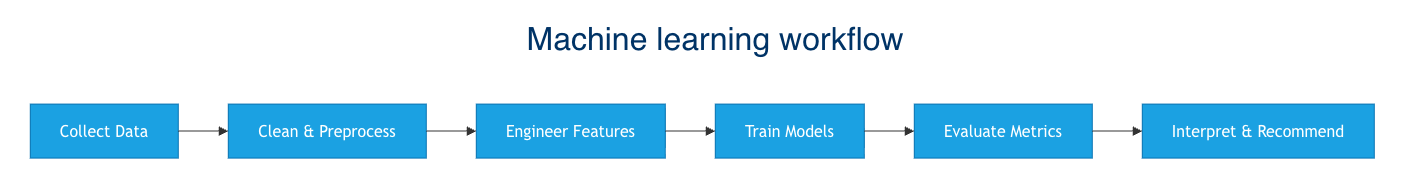 Machine learning workflow
Collect Data
Clean & Preprocess
Engineer Features
Train Models
Evaluate Metrics
Interpret & Recommend